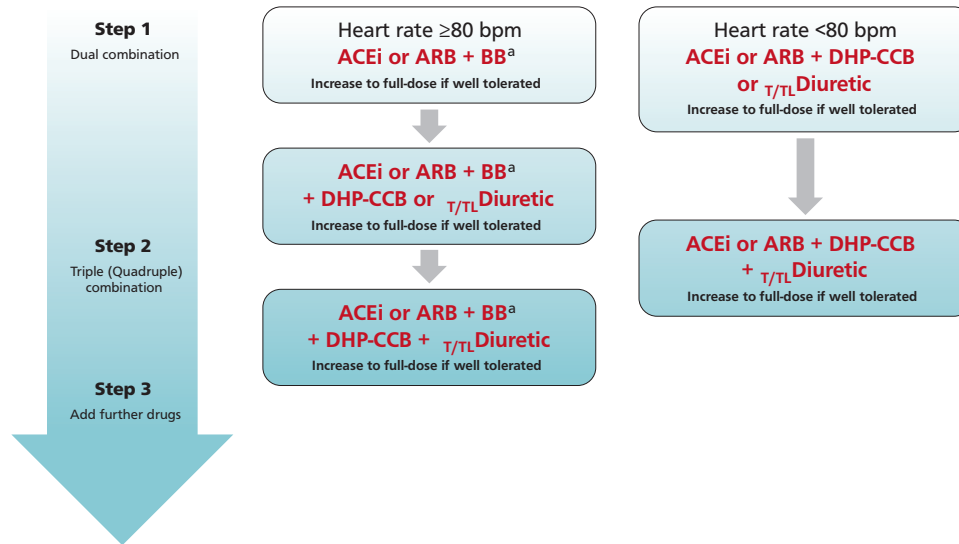 Step 1
Dual combination
Step 2
Triple (Quadruple)
combination
Step 3
Add further drugs
Heart rate ≥80 bpm
ACEi or ARB + BBᵃ
Increase to full-dose if well tolerated
ACEi or ARB + BBᵃ
+ DHP-CCB or T/TLDiuretic
Increase to full-dose if well tolerated
ACEi or ARB + BBᵃ
+ DHP-CCB + T/TLDiuretic
Increase to full-dose if well tolerated
Heart rate <80 bpm
ACEi or ARB + DHP-CCB
or T/TLDiuretic
Increase to full-dose if well tolerated
ACEi or ARB + DHP-CCB
+ T/TLDiuretic
Increase to full-dose if well tolerated